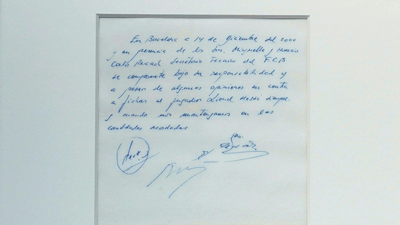 En Barcelona a 14 de Diciembre del 2000
y en presencia de los Sres. Minguella y Horacio
Carles Rexach Secretario Técnico del F.C.B
se compromete bajo su responsabilidad y
a pesar de algunas opiniones en contra
a fichar al jugador Lionel Messi siempre
y cuando nos mantengamos en las
cantidades acordadas